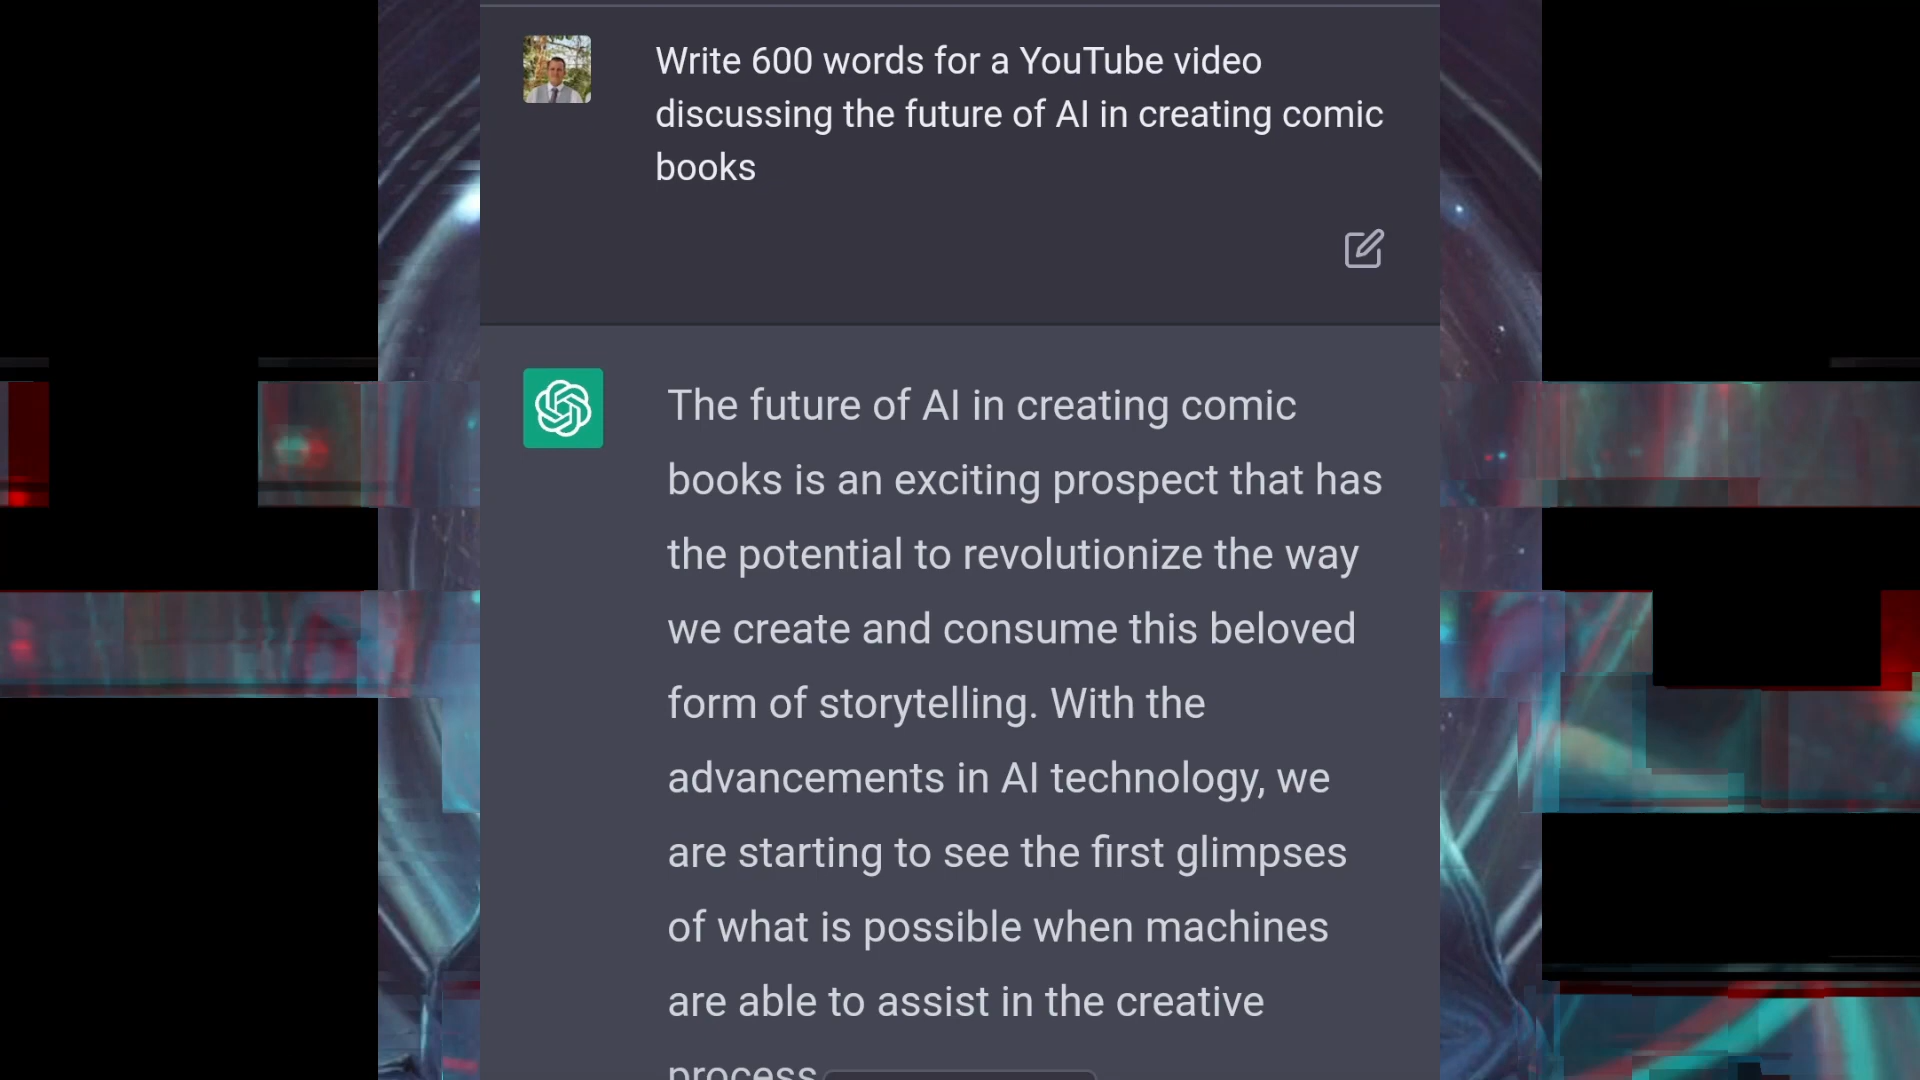 Write 600 words for a YouTube video
discussing the future of AI in creating comic
books
The future of AI in creating comic
books is an exciting prospect that has
the potential to revolutionize the way
we create and consume this beloved
form of storytelling. With the
advancements in AI technology, we
are starting to see the first glimpses
of what is possible when machines
are able to assist in the creative
process